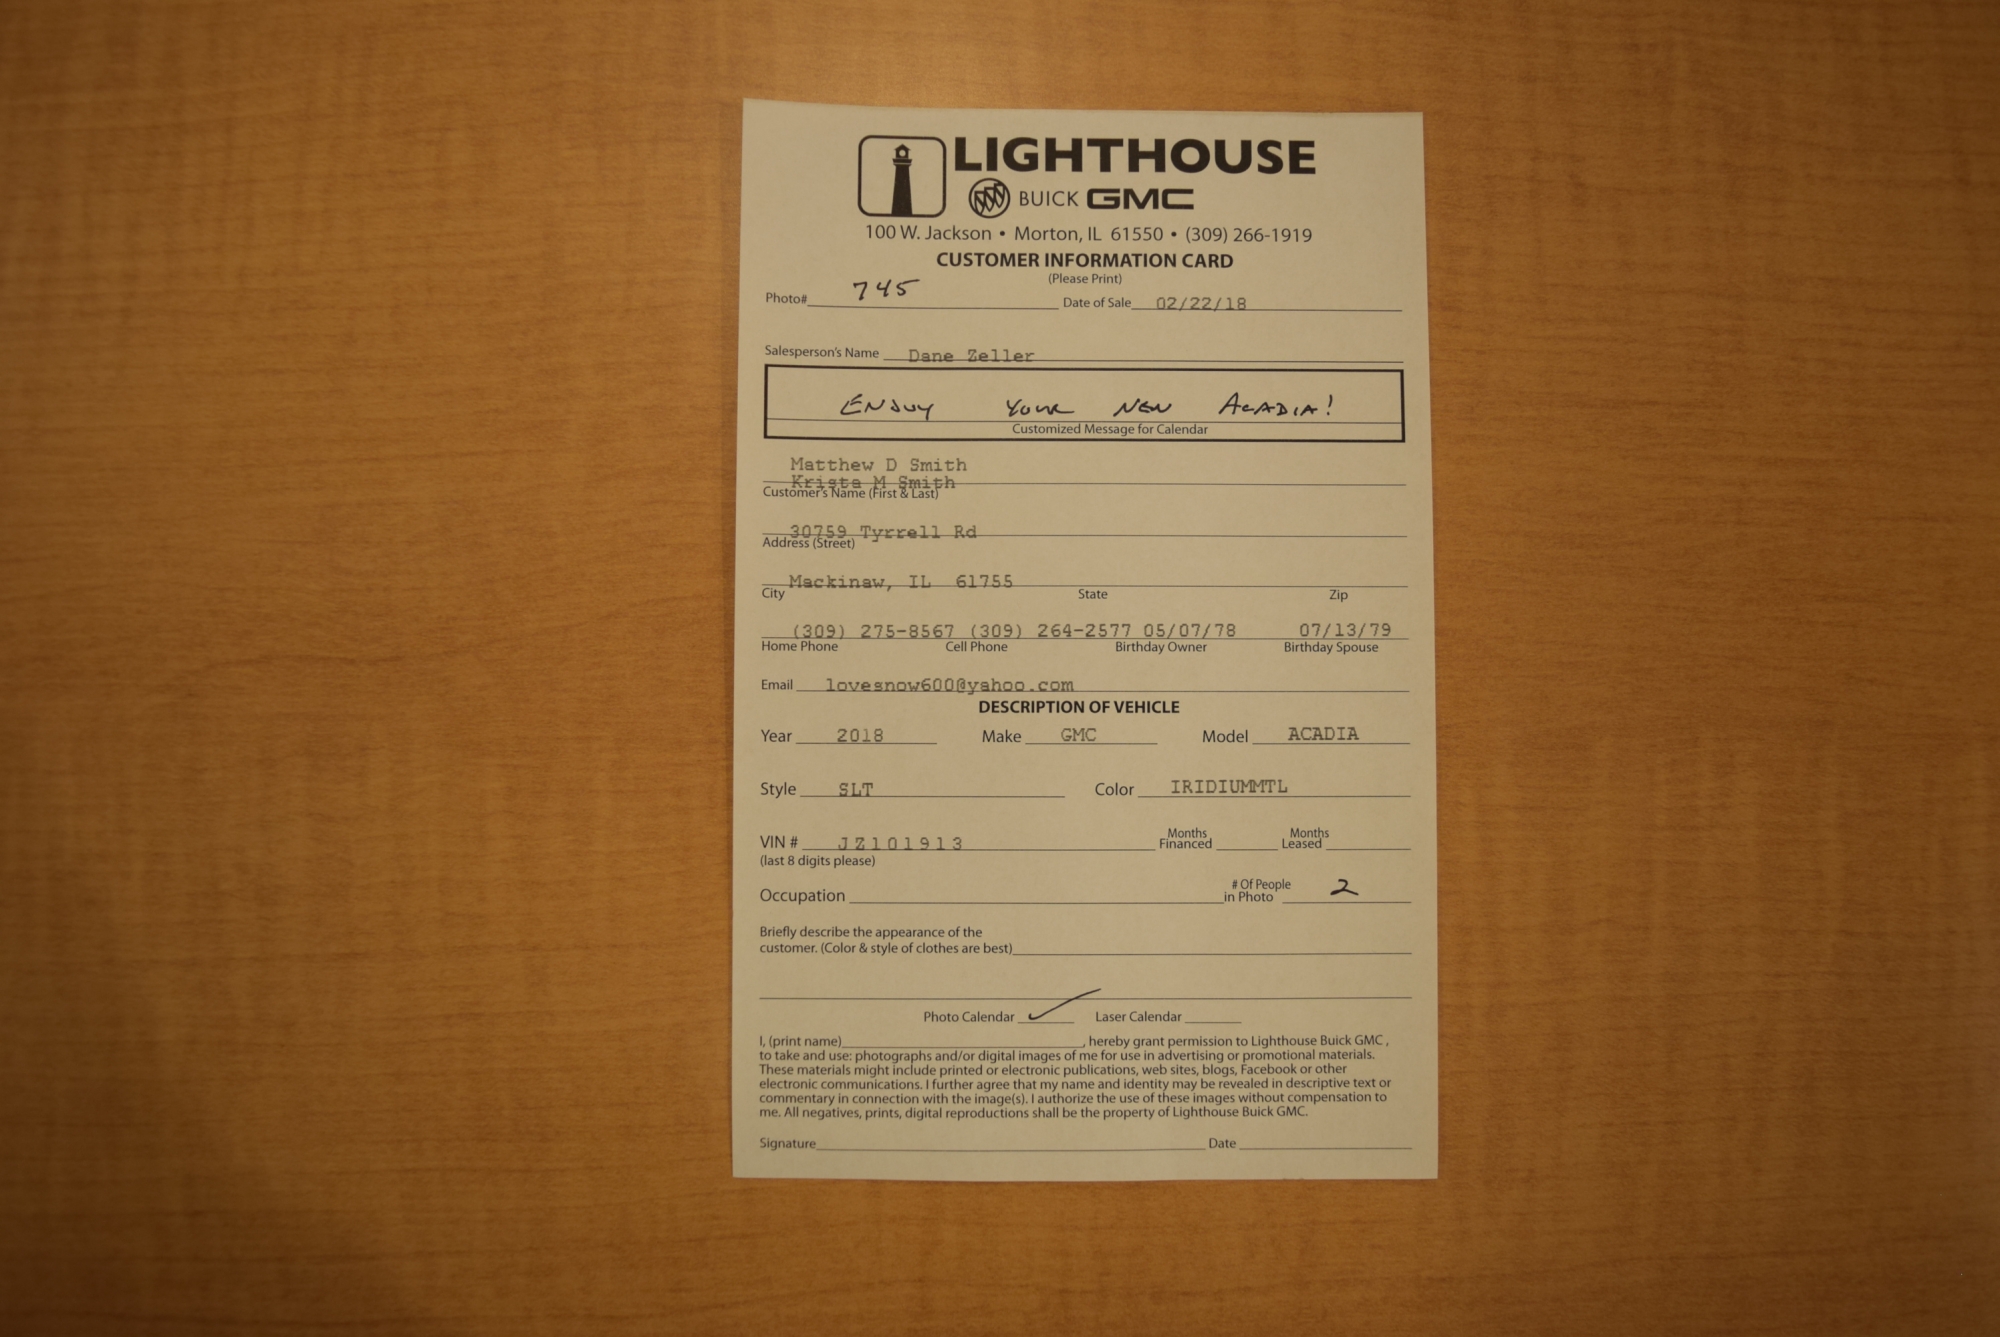 LIGHTHOUSE
BUICK GMC
100 W. Jackson • Morton, IL 61550 • (309) 266-1919
CUSTOMER INFORMATION CARD
(Please Print)
Photo# 745 Date of Sale 02/22/18
Salesperson's Name Dane Zeller
ENJOY YOUR NEW ACADIA!
Customized Message for Calendar
Matthew D Smith
Krista M Smith
Customer's Name (First & Last)
30759 Tyrrell Rd
Address (Street)
Mackinaw, IL 61755
City State Zip
(309) 275-8567 (309) 264-2577 05/07/78 07/13/79
Home Phone Cell Phone Birthday Owner Birthday Spouse
Email lovesnow600@yahoo.com
DESCRIPTION OF VEHICLE
Year 2018 Make GMC Model ACADIA
Style SLT Color IRIDIUMMTL
VIN # JZ101913 Months Financed Months Leased
(last 8 digits please)
Occupation # Of People in Photo 2
Briefly describe the appearance of the
customer. (Color & style of clothes are best)
Photo Calendar ✓ Laser Calendar
I, (print name) , hereby grant permission to Lighthouse Buick GMC ,
to take and use: photographs and/or digital images of me for use in advertising or promotional materials.
These materials might include printed or electronic publications, web sites, blogs, Facebook or other
electronic communications. I further agree that my name and identity may be revealed in descriptive text or
commentary in connection with the image(s). I authorize the use of these images without compensation to
me. All negatives, prints, digital reproductions shall be the property of Lighthouse Buick GMC.
Signature Date